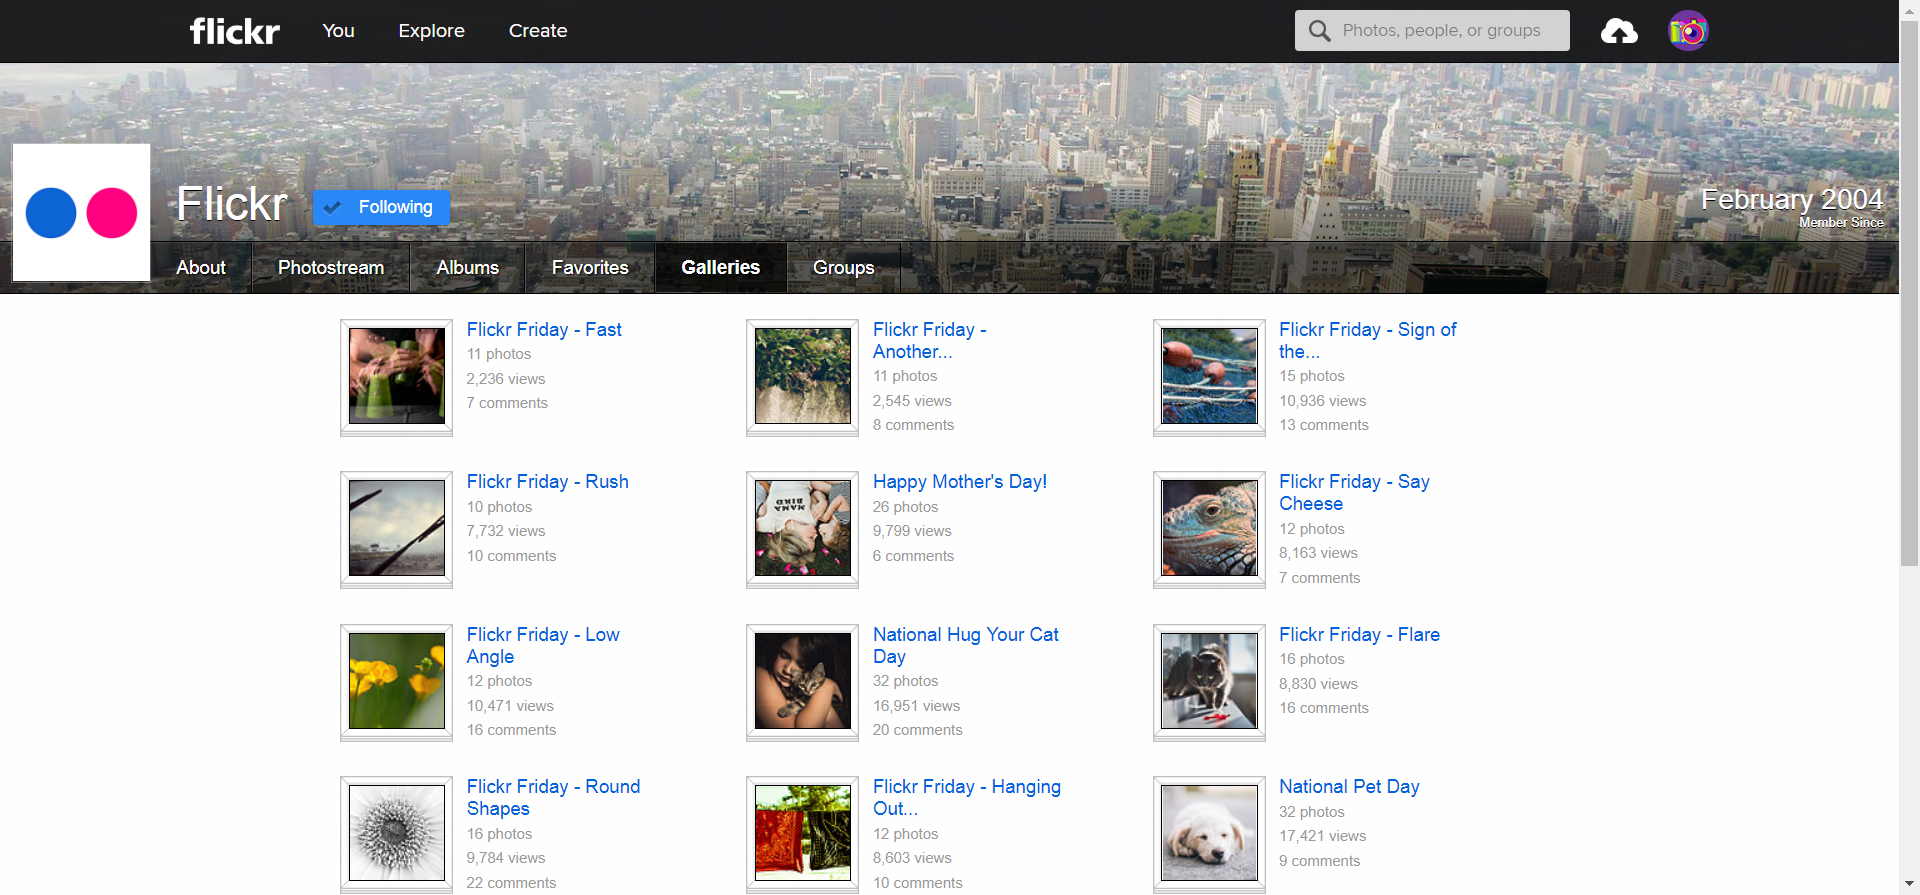 flickr You Explore Create Photos, people, or groups
Flickr Following
February 2004
Member Since
About Photostream Albums Favorites Galleries Groups
Flickr Friday - Fast
11 photos
2,236 views
7 comments
Flickr Friday -
Another...
11 photos
2,545 views
8 comments
Flickr Friday - Sign of
the...
15 photos
10,936 views
13 comments
Flickr Friday - Rush
10 photos
7,732 views
10 comments
MAMA
BIRD
Happy Mother's Day!
26 photos
9,799 views
6 comments
Flickr Friday - Say
Cheese
12 photos
8,163 views
7 comments
Flickr Friday - Low
Angle
12 photos
10,471 views
16 comments
National Hug Your Cat
Day
32 photos
16,951 views
20 comments
Flickr Friday - Flare
16 photos
8,830 views
16 comments
Flickr Friday - Round
Shapes
16 photos
9,784 views
22 comments
Flickr Friday - Hanging
Out...
12 photos
8,603 views
10 comments
National Pet Day
32 photos
17,421 views
9 comments